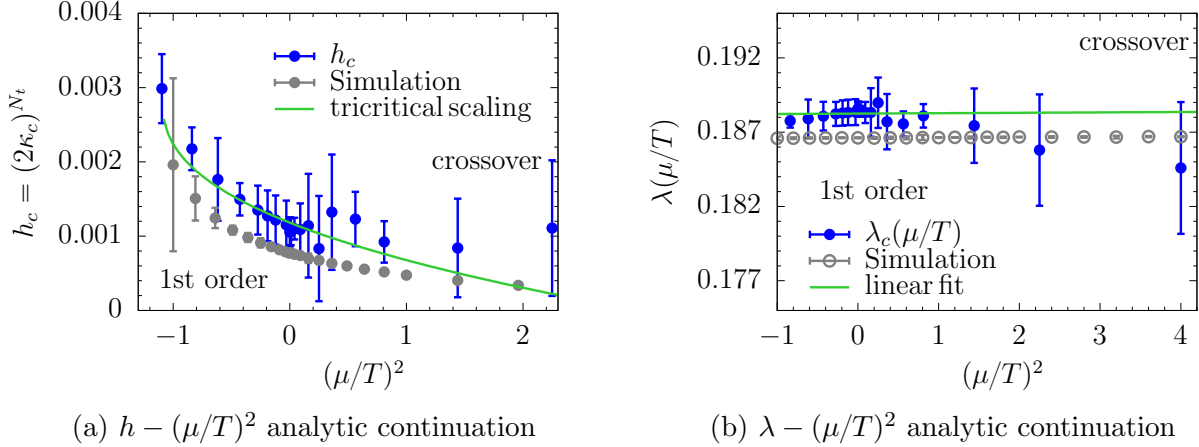 0.004
0.003
0.002
0.001
0
h_c = (2κ_c)^{N_t}
h_c
Simulation
tricritical scaling
crossover
1st order
−1 0 1 2
(μ/T)²
(a) h − (μ/T)² analytic continuation
0.192
0.187
0.182
0.177
λ(μ/T)
crossover
1st order
λ_c(μ/T)
Simulation
linear fit
−1 0 1 2 3 4
(μ/T)²
(b) λ − (μ/T)² analytic continuation